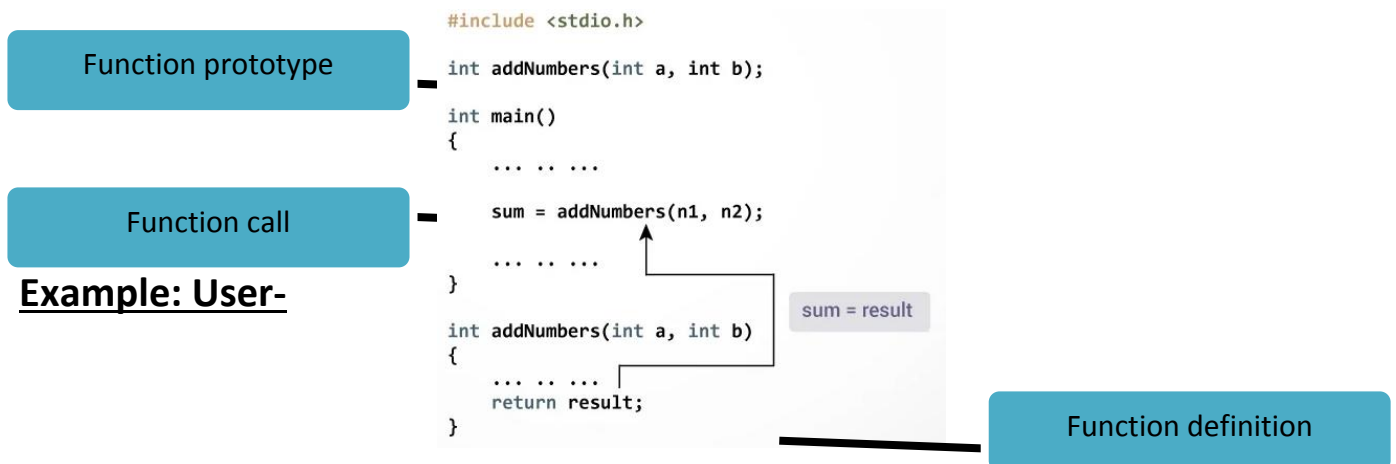 #include <stdio.h>
Function prototype
int addNumbers(int a, int b);
int main()
{
... .. ...
Function call
sum = addNumbers(n1, n2);
... .. ...
}
Example: User-
sum = result
int addNumbers(int a, int b)
{
... .. ...
return result;
}
Function definition